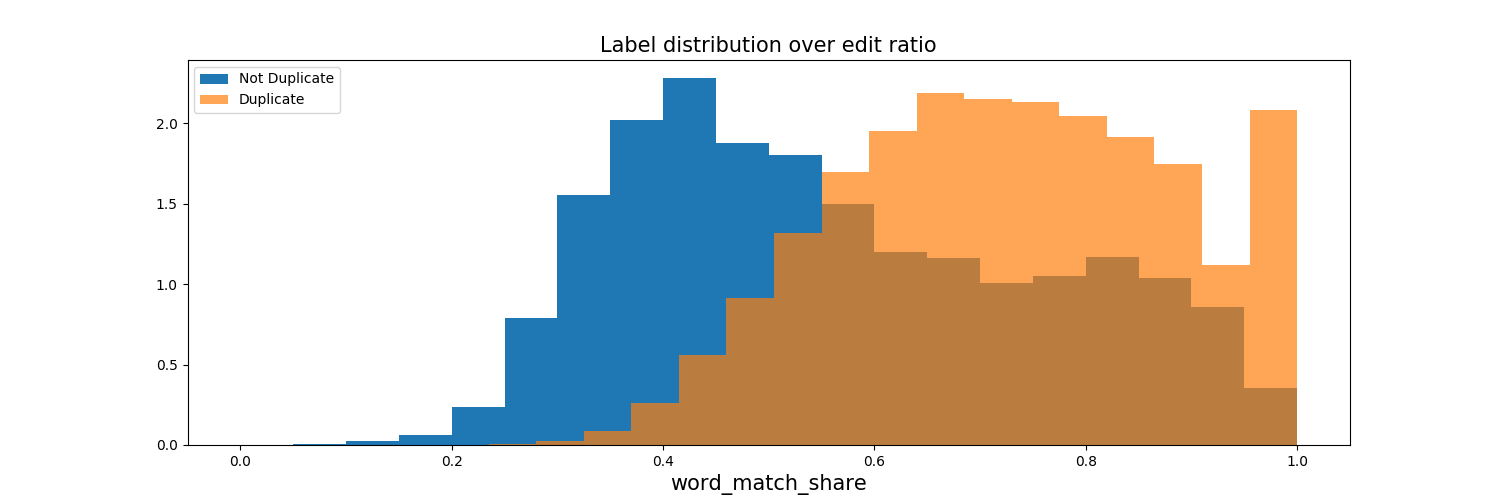 Label distribution over edit ratio
Not Duplicate
Duplicate
2.0
1.5
1.0
0.5
0.0
0.0 0.2 0.4 0.6 0.8 1.0
word_match_share